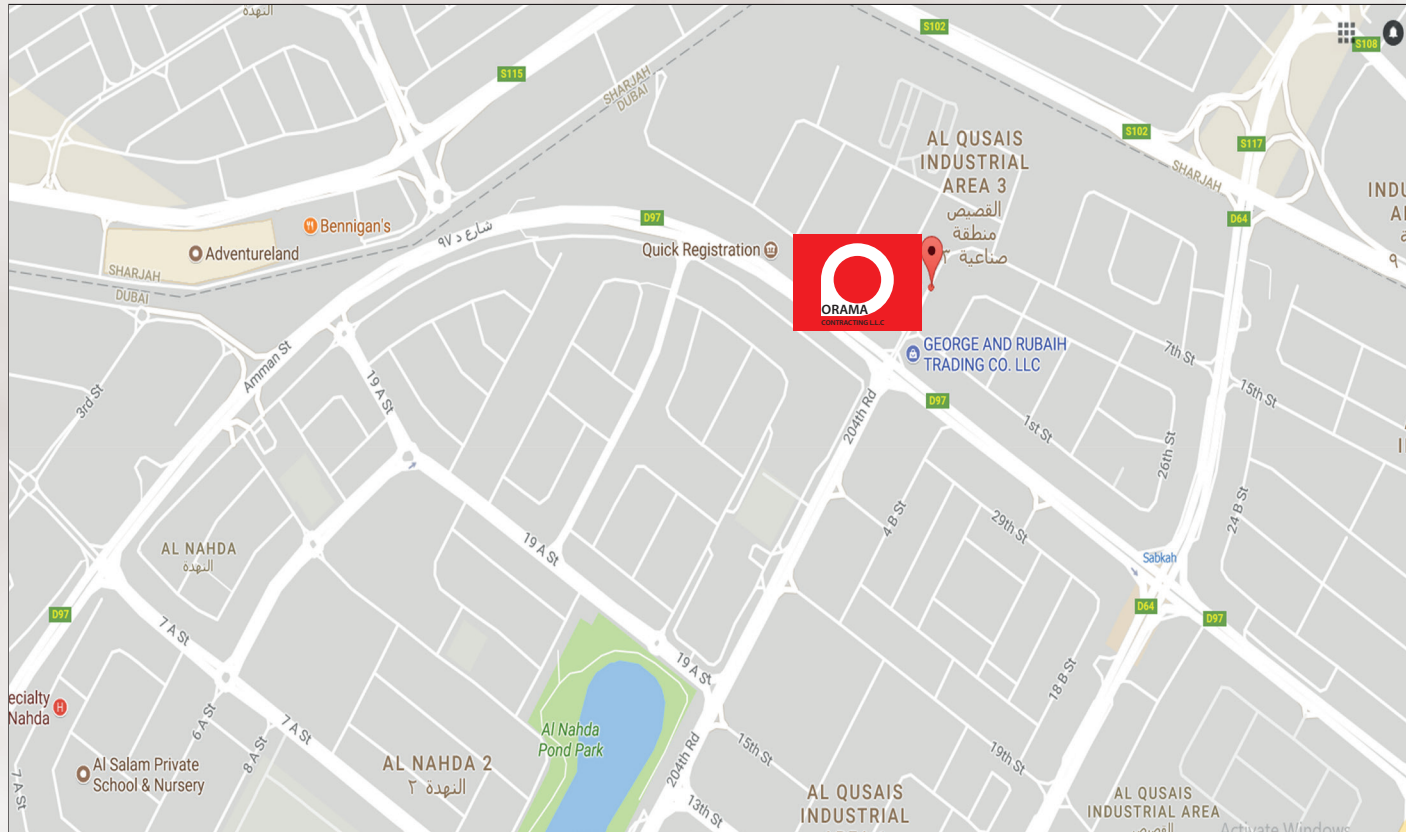 النهدة
S102
S108
S115
SHARJAH
DUBAI
S102
S117
AL QUSAIS
INDUSTRIAL
AREA 3
القصيص
منطقة
صناعية ٣
SHARJAH
D64
D97
شارع د ٩٧
Bennigan's
Adventureland
Quick Registration
ORAMA
CONTRACTING L.L.C
SHARJAH
DUBAI
GEORGE AND RUBAIH
TRADING CO. LLC
7th St
15th St
Amman St
19 A St
3rd St
204th Rd
D97
1st St
26th St
24 B St
4 B St
29th St
19 A St
AL NAHDA
النهدة
Sabkah
D64
D97
D97
7 A St
19 A St
18 B St
ecialty
Nahda
H
6 A St
8 A St
7 A St
Al Nahda
Pond Park
204th Rd
15th St
19th St
Al Salam Private
School & Nursery
7 A St
AL NAHDA 2
النهدة ٢
13th St
AL QUSAIS
INDUSTRIAL
AL QUSAIS
INDUSTRIAL AREA
Activate Windows
٩